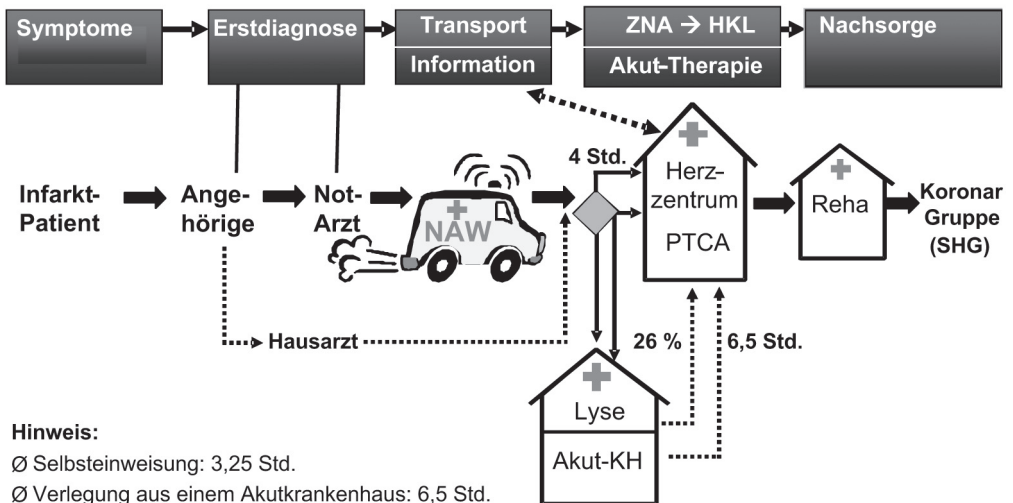 Symptome
Erstdiagnose
Transport
Information
ZNA → HKL
Akut-Therapie
Nachsorge
Infarkt-
Patient
Ange-
hörige
Not-
Arzt
NAW
4 Std.
Herz-
zentrum
PTCA
Reha
Koronar
Gruppe
(SHG)
Hausarzt
26 %
6,5 Std.
Lyse
Akut-KH
Hinweis:
Ø Selbsteinweisung: 3,25 Std.
Ø Verlegung aus einem Akutkrankenhaus: 6,5 Std.